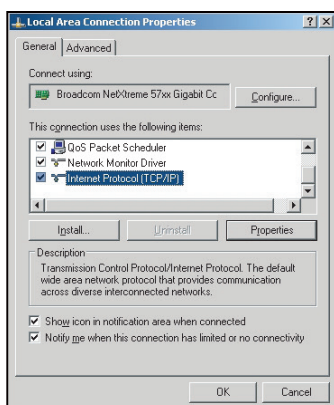 Local Area Connection Properties
General
Advanced
Connect using:
Broadcom NetXtreme 57xx Gigabit Cc
Configure...
This connection uses the following items:
QoS Packet Scheduler
Network Monitor Driver
Internet Protocol (TCP/IP)
Install...
Uninstall
Properties
Description
Transmission Control Protocol/Internet Protocol. The default
wide area network protocol that provides communication
across diverse interconnected networks.
Show icon in notification area when connected
Notify me when this connection has limited or no connectivity
OK
Cancel